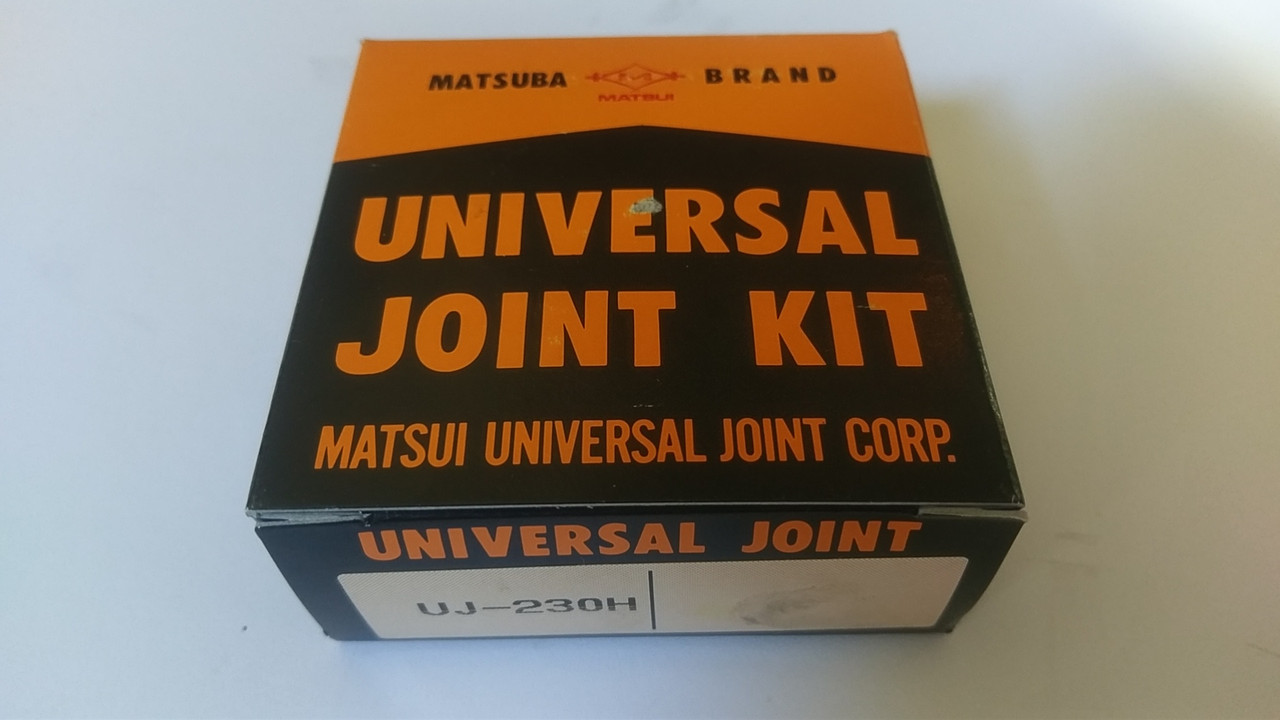 MATSUBA MATSUI BRAND
UNIVERSAL
JOINT KIT
MATSUI UNIVERSAL JOINT CORP.
UNIVERSAL JOINT
UJ-230H